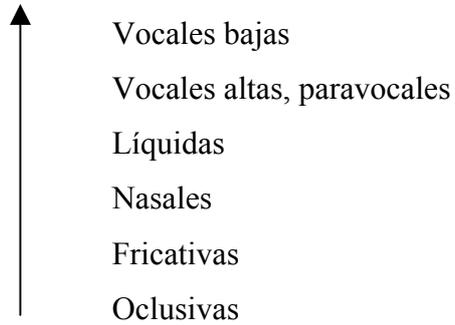 Vocales bajas
Vocales altas, paravocales
Líquidas
Nasales
Fricativas
Oclusivas